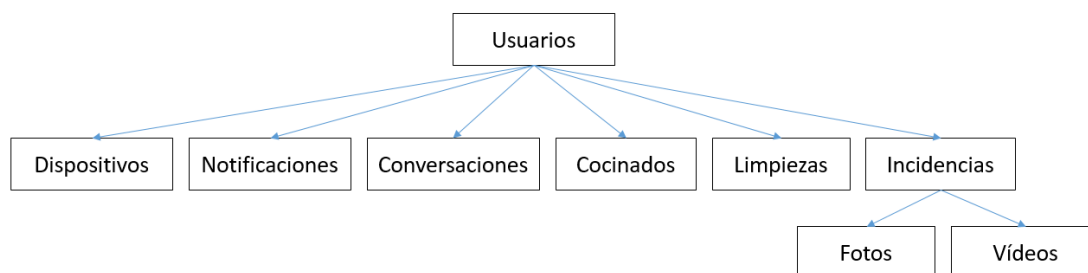 Usuarios
Dispositivos
Notificaciones
Conversaciones
Cocinados
Limpiezas
Incidencias
Fotos
Vídeos